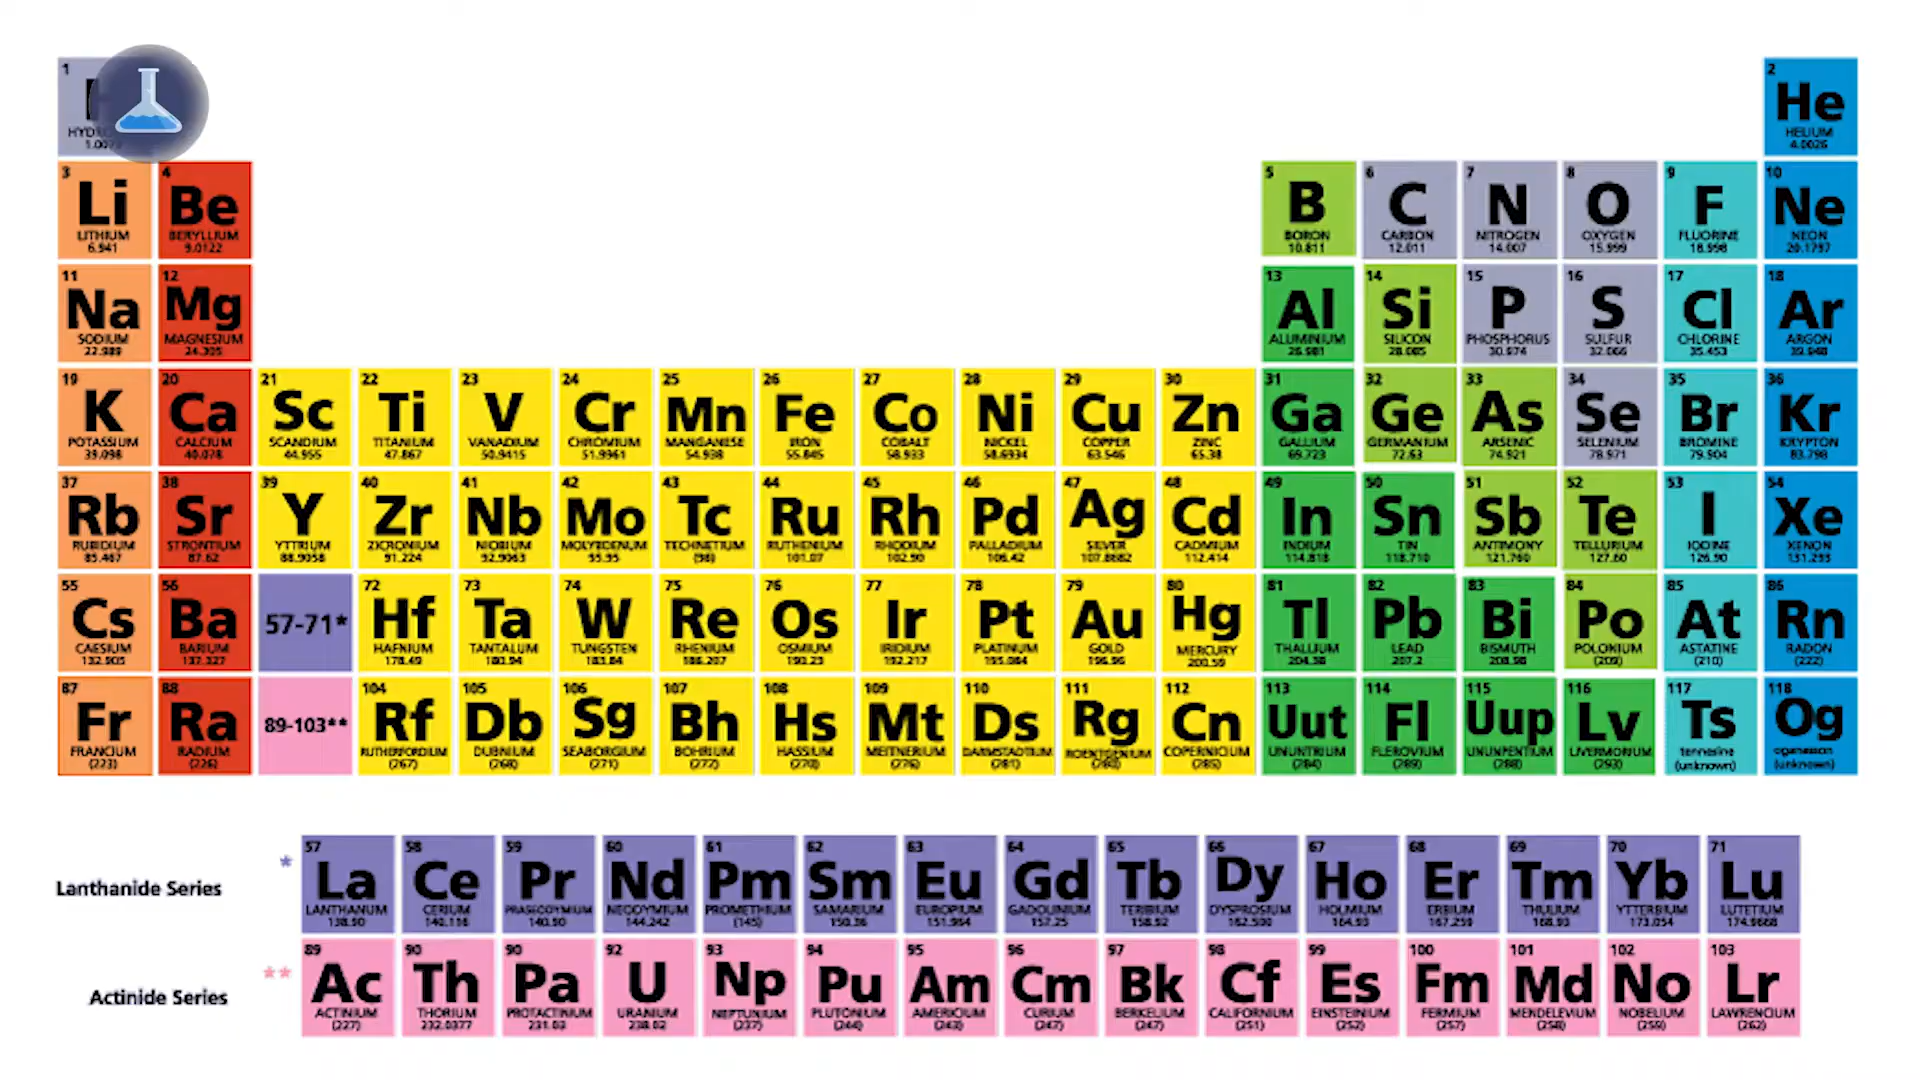 1 2
He
HYD HELIUM
1.007 4.0026
3 4 5 6 7 8 9 10
Li Be B C N O F Ne
LITHIUM BERYLLIUM BORON CARBON NITROGEN OXYGEN FLUORINE NEON
6.941 9.0122 10.811 12.011 14.007 15.999 18.998 20.1797
11 12 13 14 15 16 17 18
Na Mg Al Si P S Cl Ar
SODIUM MAGNESIUM ALUMINIUM SILICON PHOSPHORUS SULFUR CHLORINE ARGON
22.989 24.305 26.981 28.085 30.974 32.066 35.453 39.948
19 20 21 22 23 24 25 26 27 28 29 30 31 32 33 34 35 36
K Ca Sc Ti V Cr Mn Fe Co Ni Cu Zn Ga Ge As Se Br Kr
POTASSIUM CALCIUM SCANDIUM TITANIUM VANADIUM CHROMIUM MANGANESE IRON COBALT NICKEL COPPER ZINC GALLIUM GERMANIUM ARSENIC SELENIUM BROMINE KRYPTON
39.098 40.078 44.955 47.867 50.9415 51.9961 54.938 55.845 58.933 58.6934 63.546 65.38 69.723 72.63 74.921 78.971 79.904 83.798
37 38 39 40 41 42 43 44 45 46 47 48 49 50 51 52 53 54
Rb Sr Y Zr Nb Mo Tc Ru Rh Pd Ag Cd In Sn Sb Te I Xe
RUBIDIUM STRONTIUM YTTRIUM ZICRONIUM NIOBIUM MOLYBDENUM TECHNETIUM RUTHENIUM RHODIUM PALLADIUM SILVER CADMIUM INDIUM TIN ANTIMONY TELLURIUM IODINE XENON
85.467 87.62 88.9058 91.224 92.9063 95.95 (98) 101.07 102.90 106.42 107.8682 112.414 114.818 118.710 121.760 127.60 126.90 131.293
55 56 72 73 74 75 76 77 78 79 80 81 82 83 84 85 86
Cs Ba 57-71* Hf Ta W Re Os Ir Pt Au Hg Tl Pb Bi Po At Rn
CAESIUM BARIUM HAFNIUM TANTALUM TUNGSTEN RHENIUM OSMIUM IRIDIUM PLATINUM GOLD MERCURY THALLIUM LEAD BISMUTH POLONIUM ASTATINE RADON
132.905 137.327 178.49 180.94 183.84 186.207 190.23 192.217 195.084 196.96 200.59 204.38 207.2 208.98 (209) (210) (222)
87 88 104 105 106 107 108 109 110 111 112 113 114 115 116 117 118
Fr Ra 89-103** Rf Db Sg Bh Hs Mt Ds Rg Cn Uut Fl Uup Lv Ts Og
FRANCIUM RADIUM RUTHERFORDIUM DUBNIUM SEABORGIUM BOHRIUM HASSIUM MEITNERIUM DARMSTADTIUM ROENTGENIUM COPERNICIUM UNUNTRIUM FLEROVIUM UNUNPENTIUM LIVERMORIUM tennesine oganesson
(223) (226) (267) (268) (271) (272) (270) (276) (281) (280) (285) (284) (289) (288) (293) (unknown) (unknown)
* 57 58 59 60 61 62 63 64 65 66 67 68 69 70 71
Lanthanide Series La Ce Pr Nd Pm Sm Eu Gd Tb Dy Ho Er Tm Yb Lu
LANTHANUM CERIUM PRASEODYMIUM NEODYMIUM PROMETHIUM SAMARIUM EUROPIUM GADOLINIUM TERBIUM DYSPROSIUM HOLMIUM ERBIUM THULIUM YTTERBIUM LUTETIUM
138.90 140.116 140.90 144.242 (145) 150.36 151.964 157.25 158.92 162.500 164.93 167.259 168.93 173.054 174.9668
** 89 90 90 92 93 94 95 96 97 98 99 100 101 102 103
Actinide Series Ac Th Pa U Np Pu Am Cm Bk Cf Es Fm Md No Lr
ACTINIUM THORIUM PROTACTINIUM URANIUM NEPTUNIUM PLUTONIUM AMERICIUM CURIUM BERKELIUM CALIFORNIUM EINSTEINIUM FERMIUM MENDELEVIUM NOBELIUM LAWRENCIUM
(227) 232.0377 231.03 238.02 (237) (244) (243) (247) (247) (251) (252) (257) (258) (259) (262)